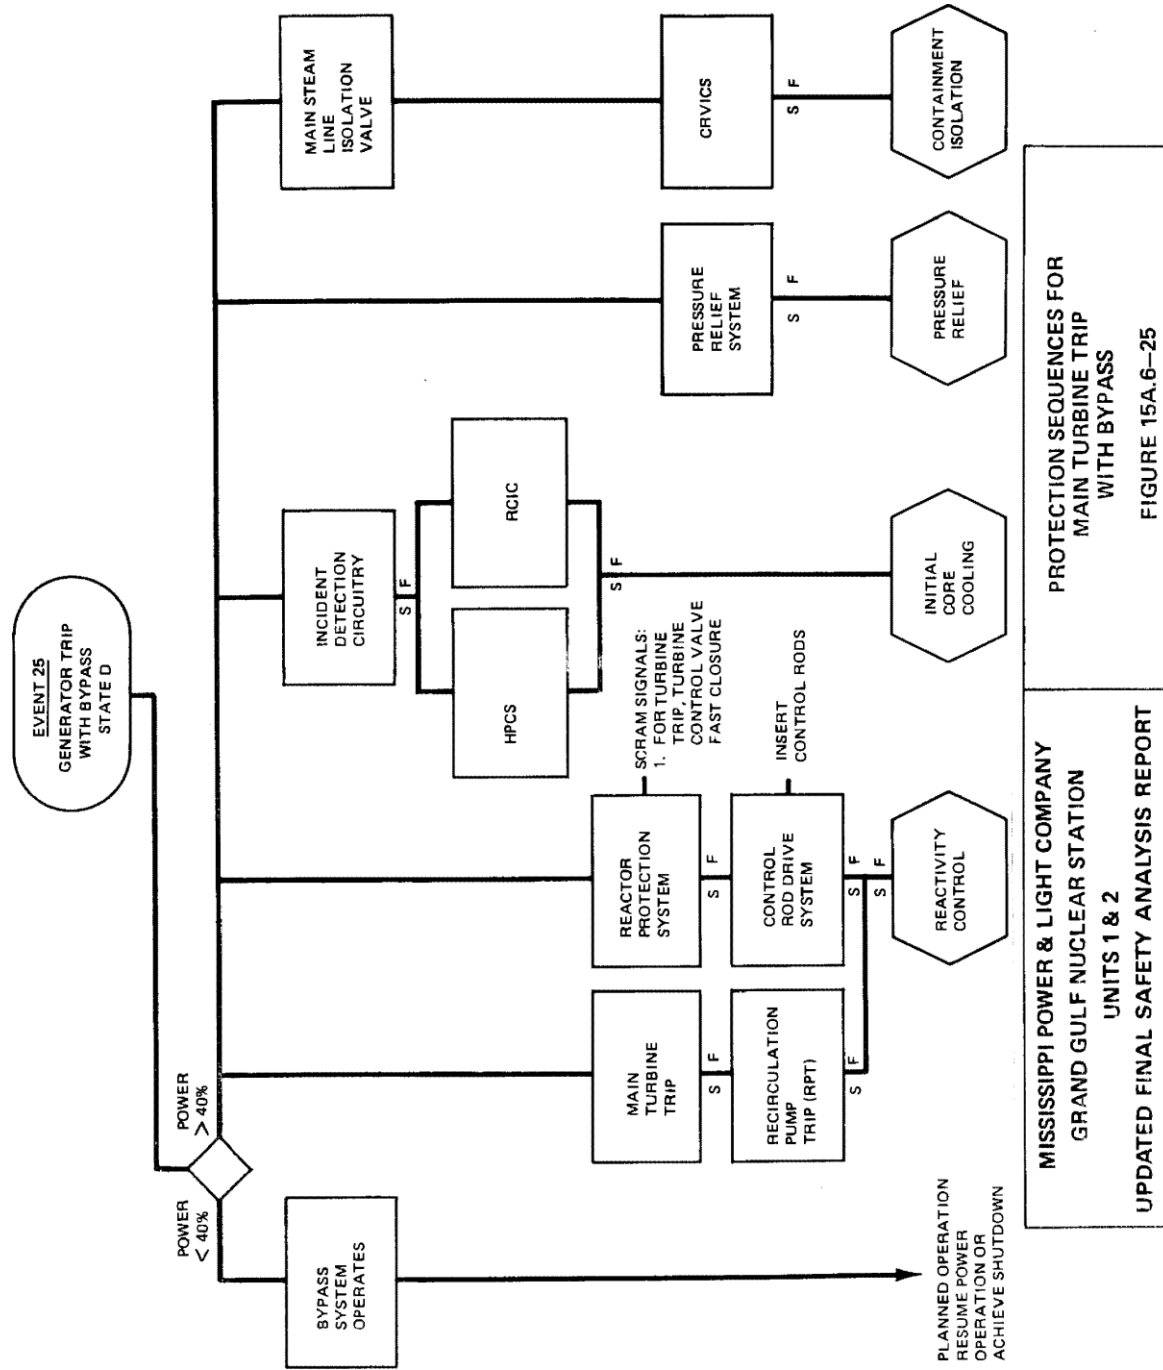 EVENT 25
GENERATOR TRIP
WITH BYPASS
STATE D
POWER
< 40%
POWER
> 40%
BYPASS
SYSTEM
OPERATES
INCIDENT
DETECTION
CIRCUITRY
MAIN STEAM
LINE
ISOLATION
VALVE
S F
HPCS
RCIC
S F
MAIN
TURBINE
TRIP
REACTOR
PROTECTION
SYSTEM
SCRAM SIGNALS:
1. FOR TURBINE
TRIP, TURBINE
CONTROL VALVE
FAST CLOSURE
PRESSURE
RELIEF
SYSTEM
CRVICS
S F
S F
S F
S F
RECIRCULATION
PUMP
TRIP (RPT)
CONTROL
ROD DRIVE
SYSTEM
INSERT
CONTROL RODS
S F
S F
S F
PLANNED OPERATION
RESUME POWER
OPERATION OR
ACHIEVE SHUTDOWN
REACTIVITY
CONTROL
INITIAL
CORE
COOLING
PRESSURE
RELIEF
CONTAINMENT
ISOLATION
MISSISSIPPI POWER & LIGHT COMPANY
GRAND GULF NUCLEAR STATION
UNITS 1 & 2
UPDATED FINAL SAFETY ANALYSIS REPORT
PROTECTION SEQUENCES FOR
MAIN TURBINE TRIP
WITH BYPASS
FIGURE 15A.6–25